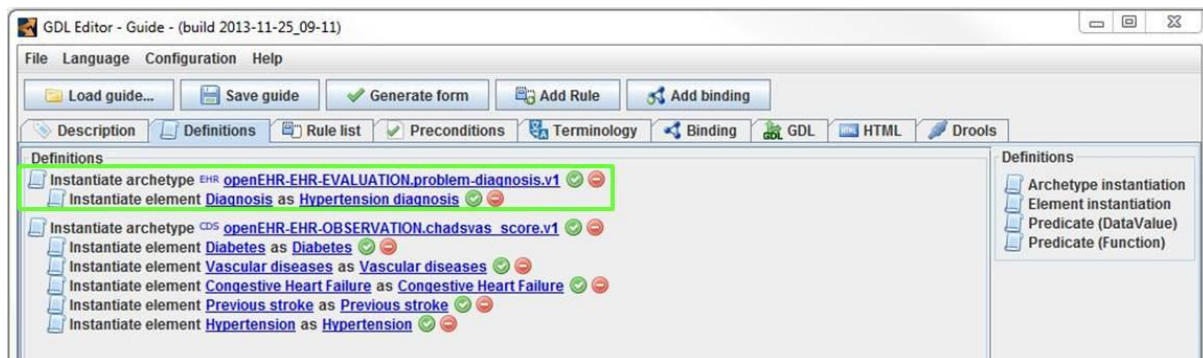 GDL Editor - Guide - (build 2013-11-25_09-11)
File Language Configuration Help
Load guide... Save guide Generate form Add Rule Add binding
Description Definitions Rule list Preconditions Terminology Binding GDL HTML Drools
Definitions
Instantiate archetype EHR openEHR-EHR-EVALUATION.problem-diagnosis.v1
Instantiate element Diagnosis as Hypertension diagnosis
Instantiate archetype CDS openEHR-EHR-OBSERVATION.chadsvas_score.v1
Instantiate element Diabetes as Diabetes
Instantiate element Vascular diseases as Vascular diseases
Instantiate element Congestive Heart Failure as Congestive Heart Failure
Instantiate element Previous stroke as Previous stroke
Instantiate element Hypertension as Hypertension
Definitions
Archetype instantiation
Element instantiation
Predicate (DataValue)
Predicate (Function)